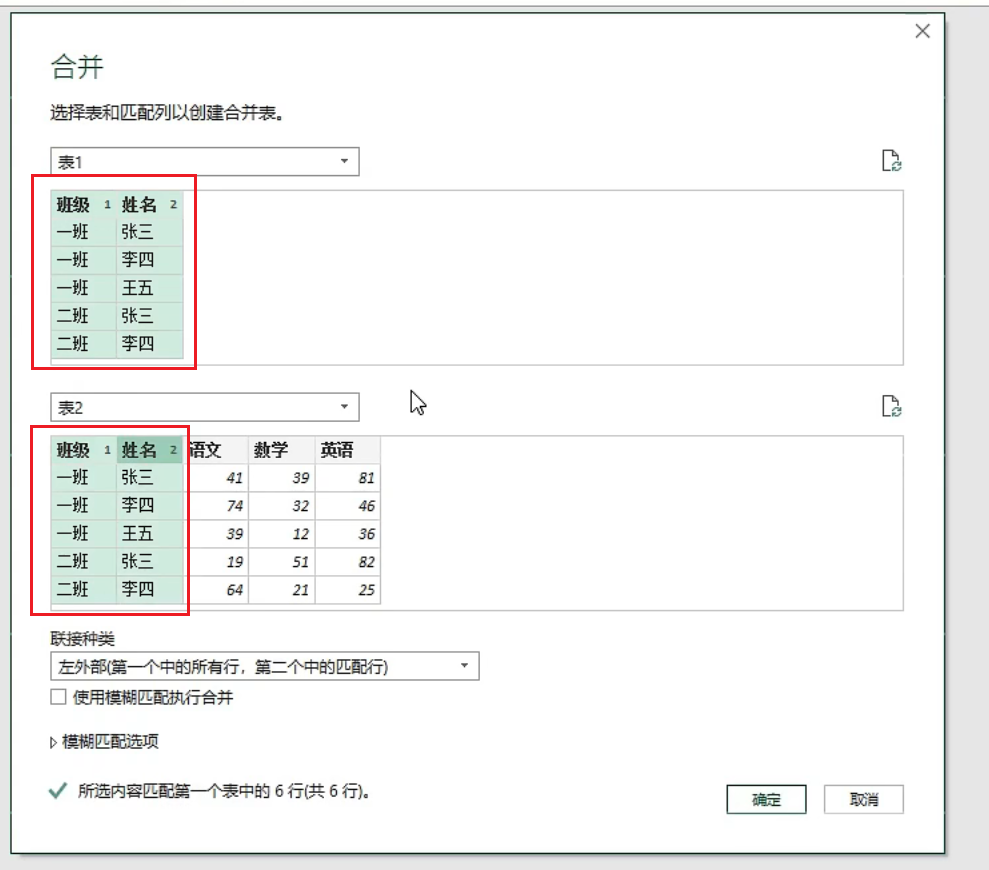 合并
选择表和匹配列以创建合并表。
表1
班级 1 姓名 2
一班 张三
一班 李四
一班 王五
二班 张三
二班 李四
表2
班级 1 姓名 2 语文 数学 英语
一班 张三 41 39 81
一班 李四 74 32 46
一班 王五 39 12 36
二班 张三 19 51 82
二班 李四 64 21 25
联接种类
左外部(第一个中的所有行，第二个中的匹配行)
使用模糊匹配执行合并
模糊匹配选项
所选内容匹配第一个表中的 6 行(共 6 行)。
确定 取消